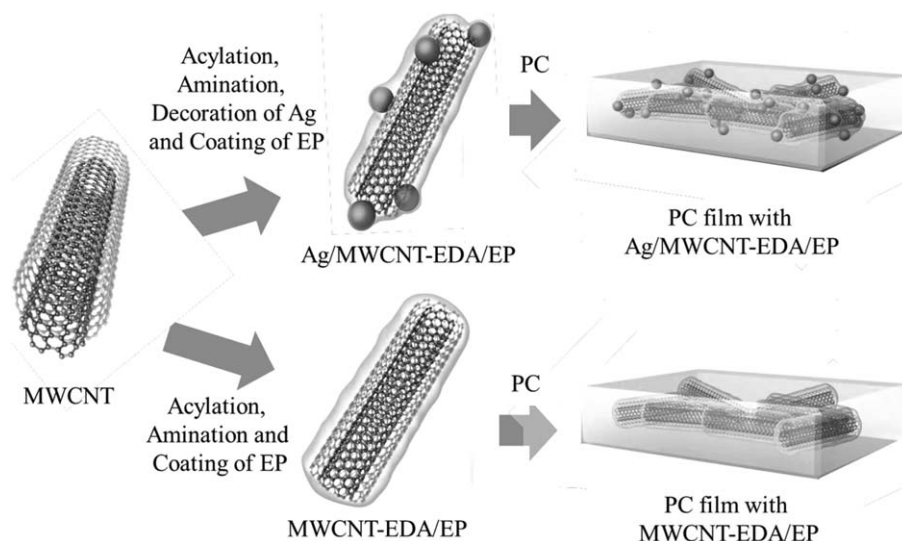 Acylation,
Amination,
Decoration of Ag
and Coating of EP
PC
Ag/MWCNT-EDA/EP
PC film with
Ag/MWCNT-EDA/EP
MWCNT
Acylation,
Amination and
Coating of EP
PC
MWCNT-EDA/EP
PC film with
MWCNT-EDA/EP